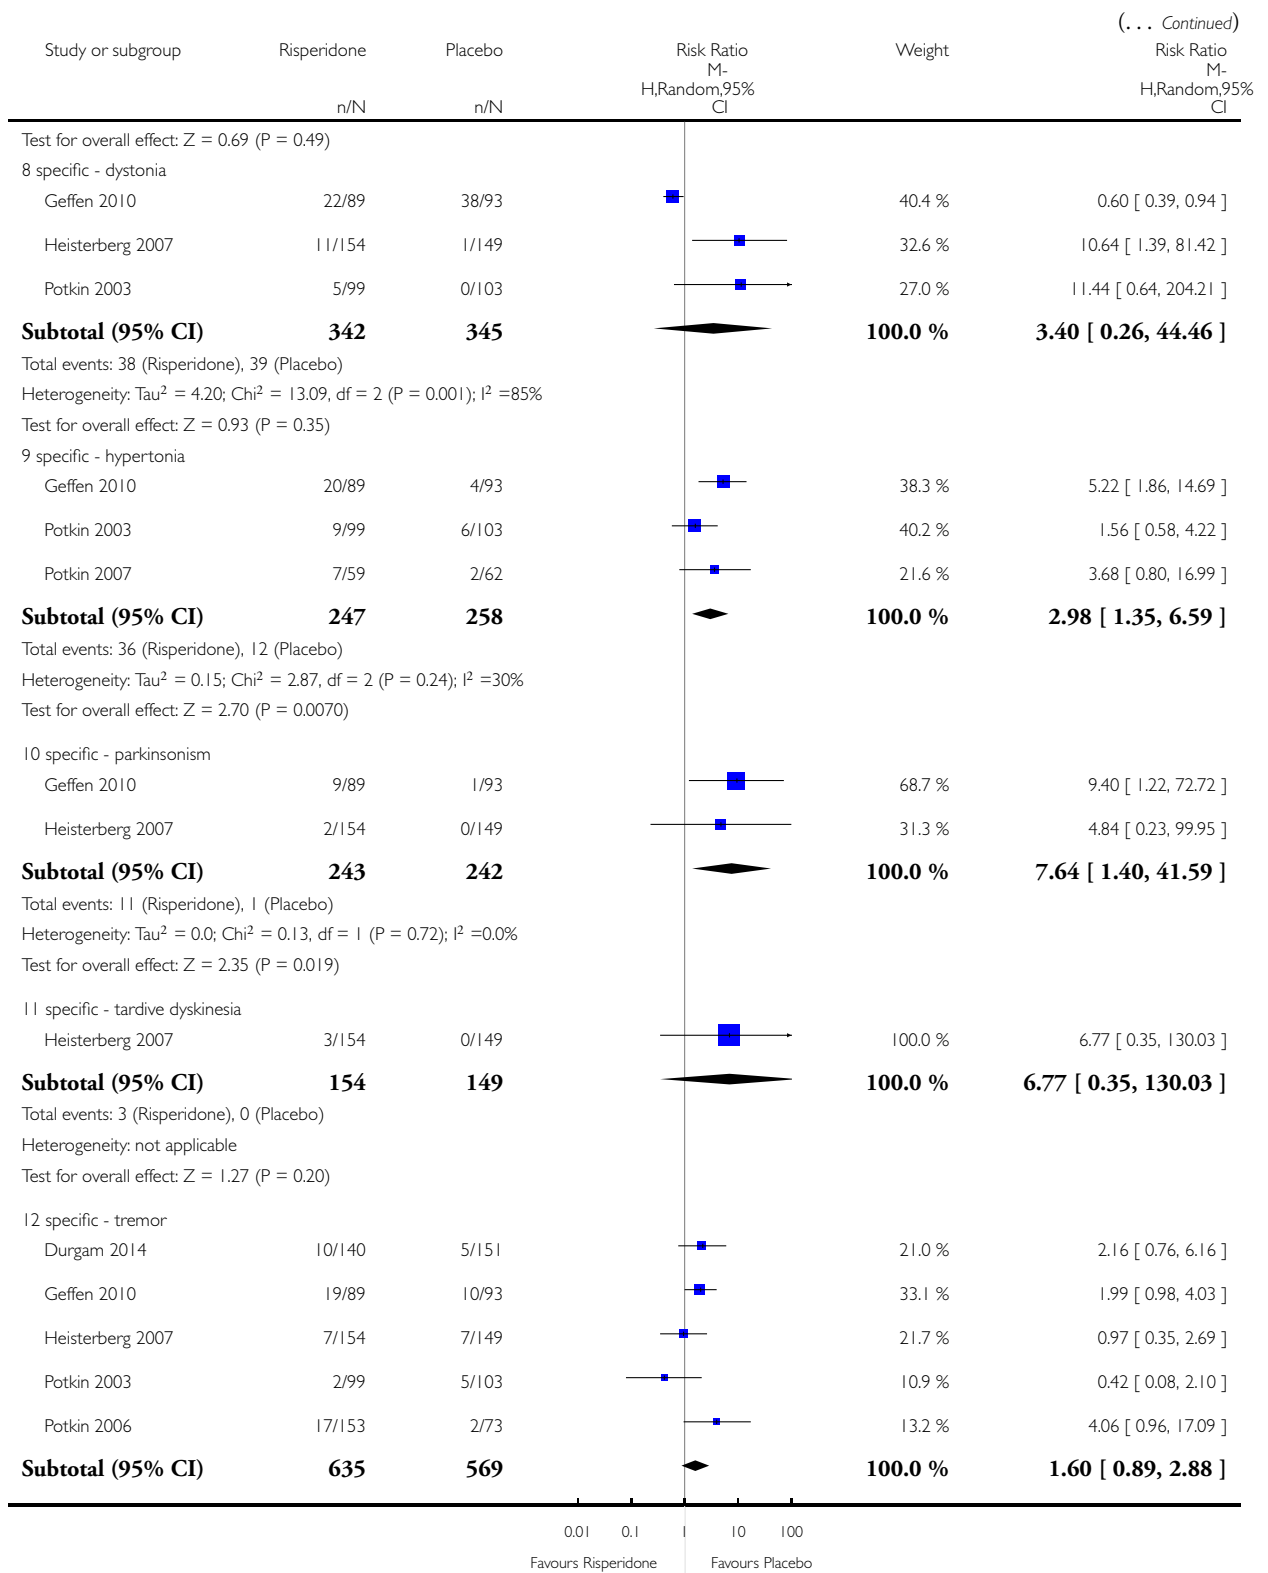 (... Continued)
Study or subgroup Risperidone Placebo Risk Ratio Weight Risk Ratio
M- M-
H,Random,95% H,Random,95%
n/N n/N CI CI
Test for overall effect: Z = 0.69 (P = 0.49)
8 specific - dystonia
Geffen 2010 22/89 38/93 40.4 % 0.60 [ 0.39, 0.94 ]
Heisterberg 2007 11/154 1/149 32.6 % 10.64 [ 1.39, 81.42 ]
Potkin 2003 5/99 0/103 27.0 % 11.44 [ 0.64, 204.21 ]
Subtotal (95% CI) 342 345 100.0 % 3.40 [ 0.26, 44.46 ]
Total events: 38 (Risperidone), 39 (Placebo)
Heterogeneity: Tau² = 4.20; Chi² = 13.09, df = 2 (P = 0.001); I² =85%
Test for overall effect: Z = 0.93 (P = 0.35)
9 specific - hypertonia
Geffen 2010 20/89 4/93 38.3 % 5.22 [ 1.86, 14.69 ]
Potkin 2003 9/99 6/103 40.2 % 1.56 [ 0.58, 4.22 ]
Potkin 2007 7/59 2/62 21.6 % 3.68 [ 0.80, 16.99 ]
Subtotal (95% CI) 247 258 100.0 % 2.98 [ 1.35, 6.59 ]
Total events: 36 (Risperidone), 12 (Placebo)
Heterogeneity: Tau² = 0.15; Chi² = 2.87, df = 2 (P = 0.24); I² =30%
Test for overall effect: Z = 2.70 (P = 0.0070)
10 specific - parkinsonism
Geffen 2010 9/89 1/93 68.7 % 9.40 [ 1.22, 72.72 ]
Heisterberg 2007 2/154 0/149 31.3 % 4.84 [ 0.23, 99.95 ]
Subtotal (95% CI) 243 242 100.0 % 7.64 [ 1.40, 41.59 ]
Total events: 11 (Risperidone), 1 (Placebo)
Heterogeneity: Tau² = 0.0; Chi² = 0.13, df = 1 (P = 0.72); I² =0.0%
Test for overall effect: Z = 2.35 (P = 0.019)
11 specific - tardive dyskinesia
Heisterberg 2007 3/154 0/149 100.0 % 6.77 [ 0.35, 130.03 ]
Subtotal (95% CI) 154 149 100.0 % 6.77 [ 0.35, 130.03 ]
Total events: 3 (Risperidone), 0 (Placebo)
Heterogeneity: not applicable
Test for overall effect: Z = 1.27 (P = 0.20)
12 specific - tremor
Durgam 2014 10/140 5/151 21.0 % 2.16 [ 0.76, 6.16 ]
Geffen 2010 19/89 10/93 33.1 % 1.99 [ 0.98, 4.03 ]
Heisterberg 2007 7/154 7/149 21.7 % 0.97 [ 0.35, 2.69 ]
Potkin 2003 2/99 5/103 10.9 % 0.42 [ 0.08, 2.10 ]
Potkin 2006 17/153 2/73 13.2 % 4.06 [ 0.96, 17.09 ]
Subtotal (95% CI) 635 569 100.0 % 1.60 [ 0.89, 2.88 ]
0.01 0.1 1 10 100
Favours Risperidone Favours Placebo